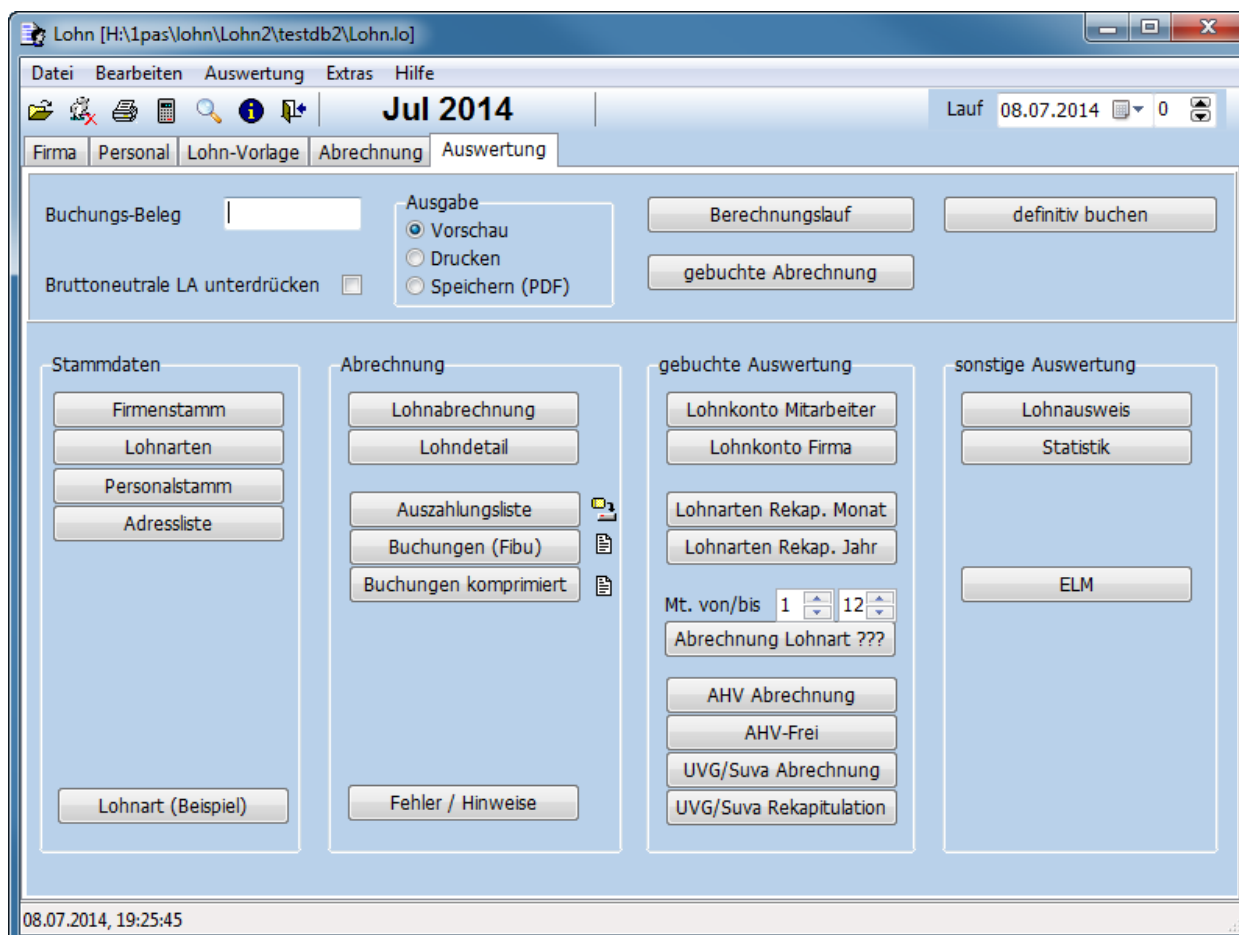 Lohn [H:\1pas\lohn\Lohn2\testdb2\Lohn.lo]
Datei Bearbeiten Auswertung Extras Hilfe
Jul 2014 Lauf 08.07.2014 0
Firma Personal Lohn-Vorlage Abrechnung Auswertung
Buchungs-Beleg
Bruttoneutrale LA unterdrücken
Ausgabe
Vorschau
Drucken
Speichern (PDF)
Berechnungslauf
gebuchte Abrechnung
definitiv buchen
Stammdaten
Firmenstamm
Lohnarten
Personalstamm
Adressliste
Lohnart (Beispiel)
Abrechnung
Lohnabrechnung
Lohndetail
Auszahlungsliste
Buchungen (Fibu)
Buchungen komprimiert
Fehler / Hinweise
gebuchte Auswertung
Lohnkonto Mitarbeiter
Lohnkonto Firma
Lohnarten Rekap. Monat
Lohnarten Rekap. Jahr
Mt. von/bis 1 12
Abrechnung Lohnart ???
AHV Abrechnung
AHV-Frei
UVG/Suva Abrechnung
UVG/Suva Rekapitulation
sonstige Auswertung
Lohnausweis
Statistik
ELM
08.07.2014, 19:25:45